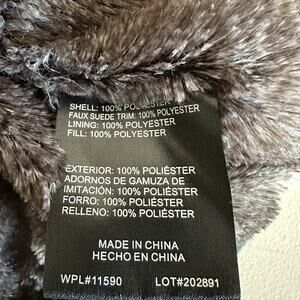 SHELL: 100% POLYESTER
FAUX SUEDE TRIM: 100% POLYESTER
LINING: 100% POLYESTER
FILL: 100% POLYESTER
EXTERIOR: 100% POLIÉSTER
ADORNOS DE GAMUZA DE
IMITACIÓN: 100% POLIÉSTER
FORRO: 100% POLIÉSTER
RELLENO: 100% POLIÉSTER
MADE IN CHINA
HECHO EN CHINA
WPL#11590 LOT#202891